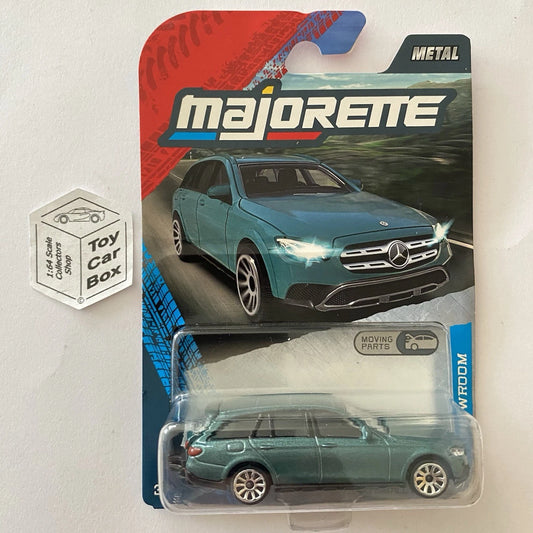 METAL
majorette
1:64 Scale
Collectors
Shop
Toy
Car
Box
MOVING
PARTS
WROOM